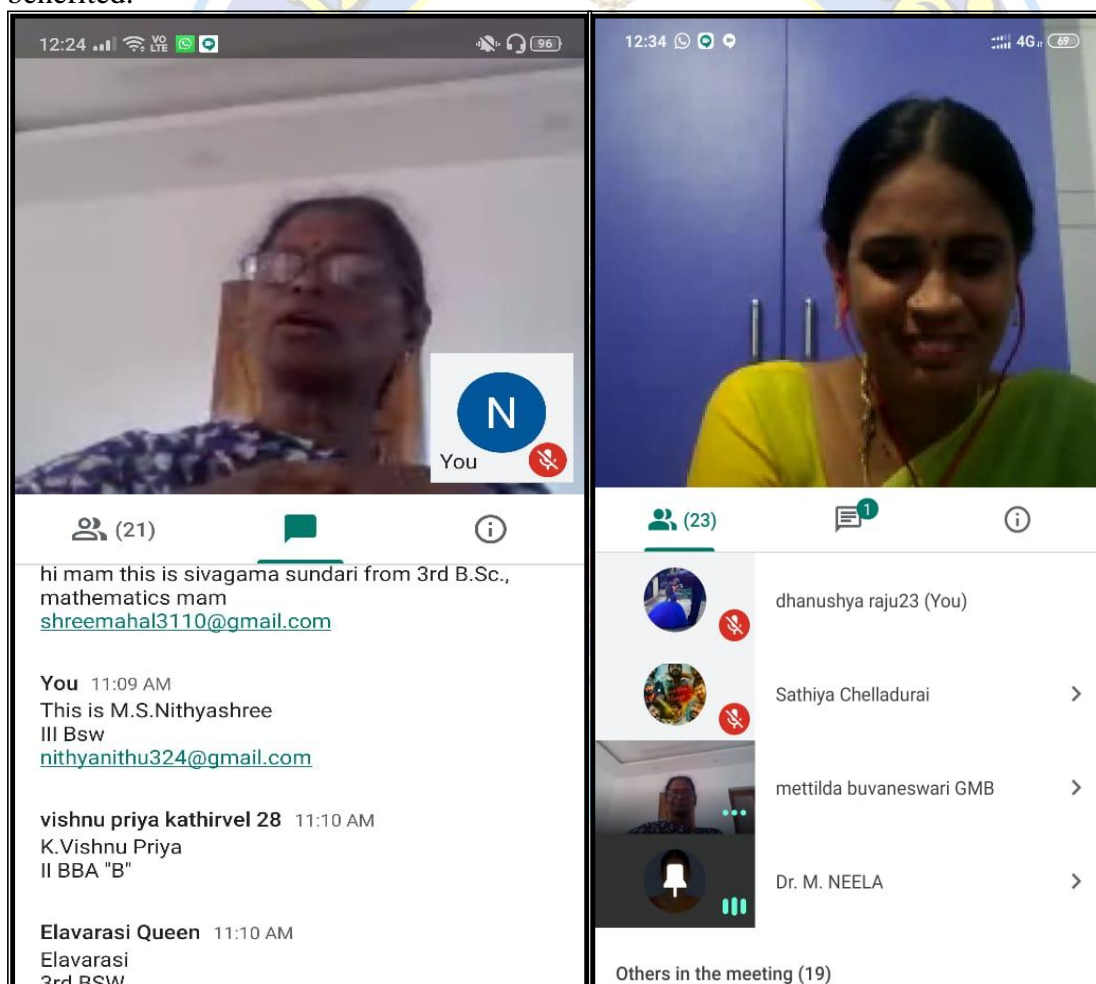 benefited.
12:24
VO
LTE
96
N
You
(21)
hi mam this is sivagama sundari from 3rd B.Sc.,
mathematics mam
shreemahal3110@gmail.com
You 11:09 AM
This is M.S.Nithyashree
III Bsw
nithyanithu324@gmail.com
vishnu priya kathirvel 28 11:10 AM
K.Vishnu Priya
II BBA "B"
Elavarasi Queen 11:10 AM
Elavarasi
3rd BSW
12:34
4G
69
(23)
1
dhanushya raju23 (You)
Sathiya Chelladurai
mettilda buvaneswari GMB
Dr. M. NEELA
Others in the meeting (19)